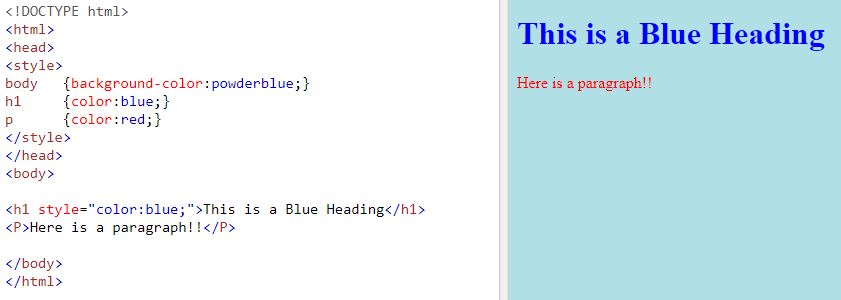 <!DOCTYPE html>
<html>
<head>
<style>
body   {background-color:powderblue;}
h1     {color:blue;}
p      {color:red;}
</style>
</head>
<body>

<h1 style="color:blue;">This is a Blue Heading</h1>
<P>Here is a paragraph!!</P>

</body>
</html>
This is a Blue Heading
Here is a paragraph!!